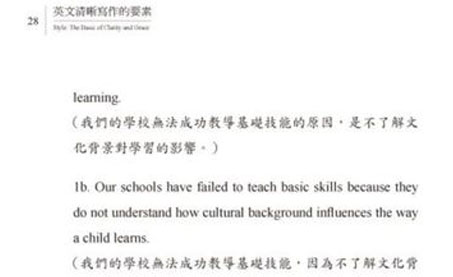 28
英文清晰寫作的要素
Style: The Basics of Clarity and Grace
learning.
(我們的學校無法成功教導基礎技能的原因，是不了解文
化背景對學習的影響。)
1b. Our schools have failed to teach basic skills because they
do not understand how cultural background influences the way
a child learns.
(我們的學校無法成功教導基礎技能，因為不了解文化背